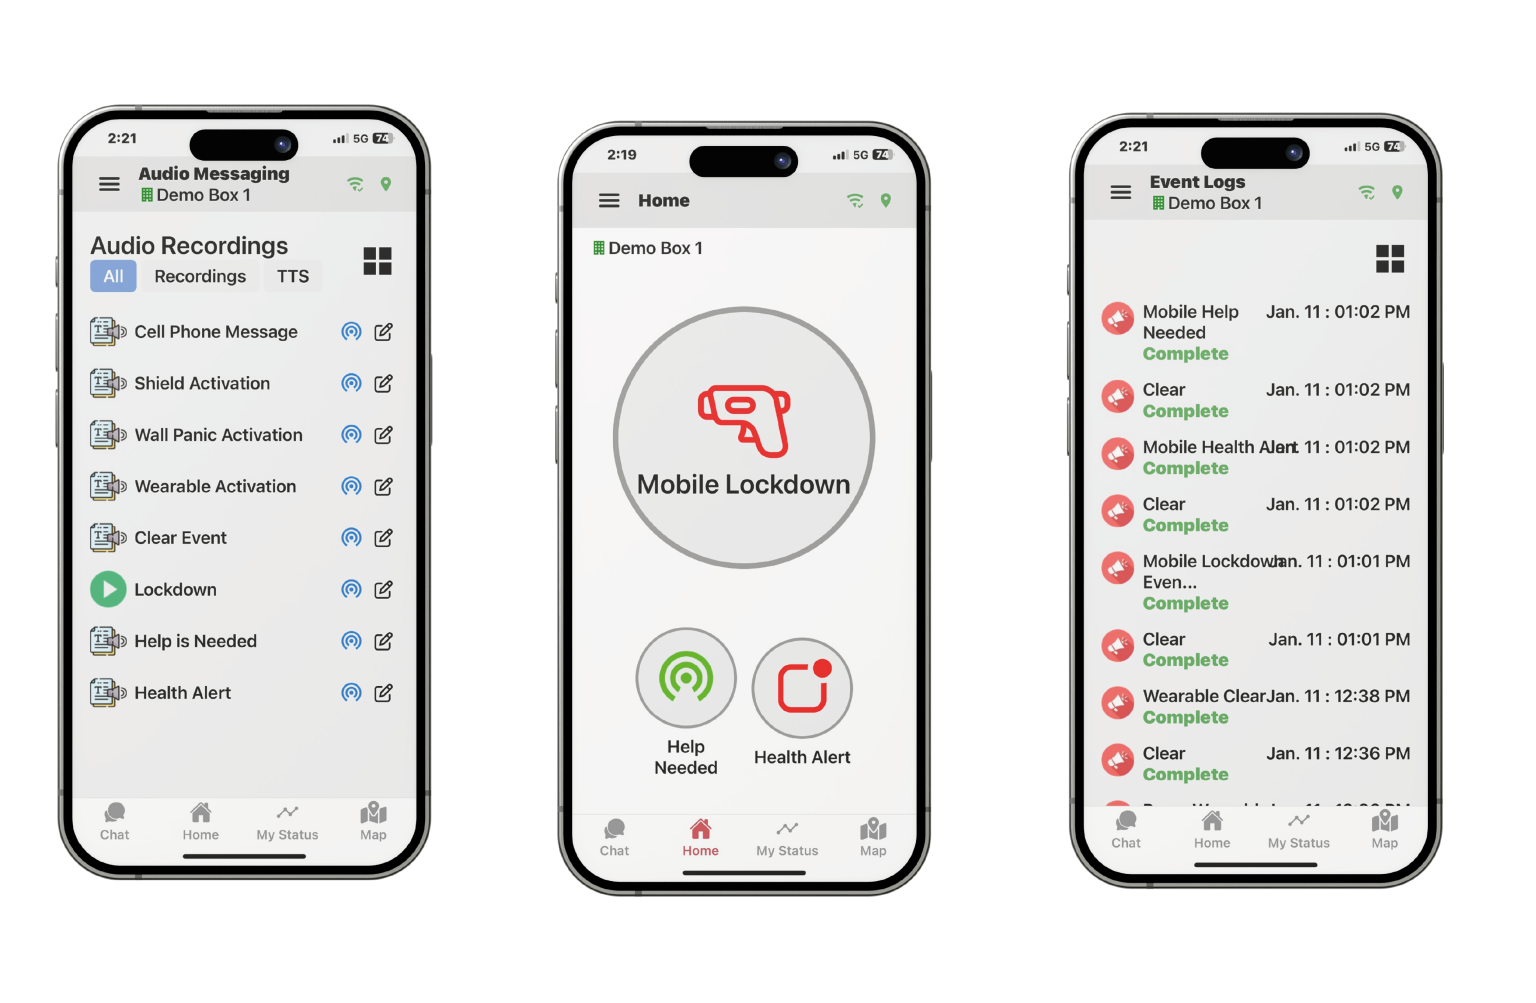 2:21
5G 74
Audio Messaging
Demo Box 1
Audio Recordings
All Recordings TTS
Cell Phone Message
Shield Activation
Wall Panic Activation
Wearable Activation
Clear Event
Lockdown
Help is Needed
Health Alert
Chat Home My Status Map
2:19
5G 74
Home
Demo Box 1
Mobile Lockdown
Help
Needed
Health Alert
Chat Home My Status Map
2:21
5G 74
Event Logs
Demo Box 1
Mobile Help Jan. 11 : 01:02 PM
Needed
Complete
Clear Jan. 11 : 01:02 PM
Complete
Mobile Health Alert Jan. 11 : 01:02 PM
Complete
Clear Jan. 11 : 01:02 PM
Complete
Mobile Lockdown Jan. 11 : 01:01 PM
Even...
Complete
Clear Jan. 11 : 01:01 PM
Complete
Wearable Clear Jan. 11 : 12:38 PM
Complete
Clear Jan. 11 : 12:36 PM
Complete
Chat Home My Status Map